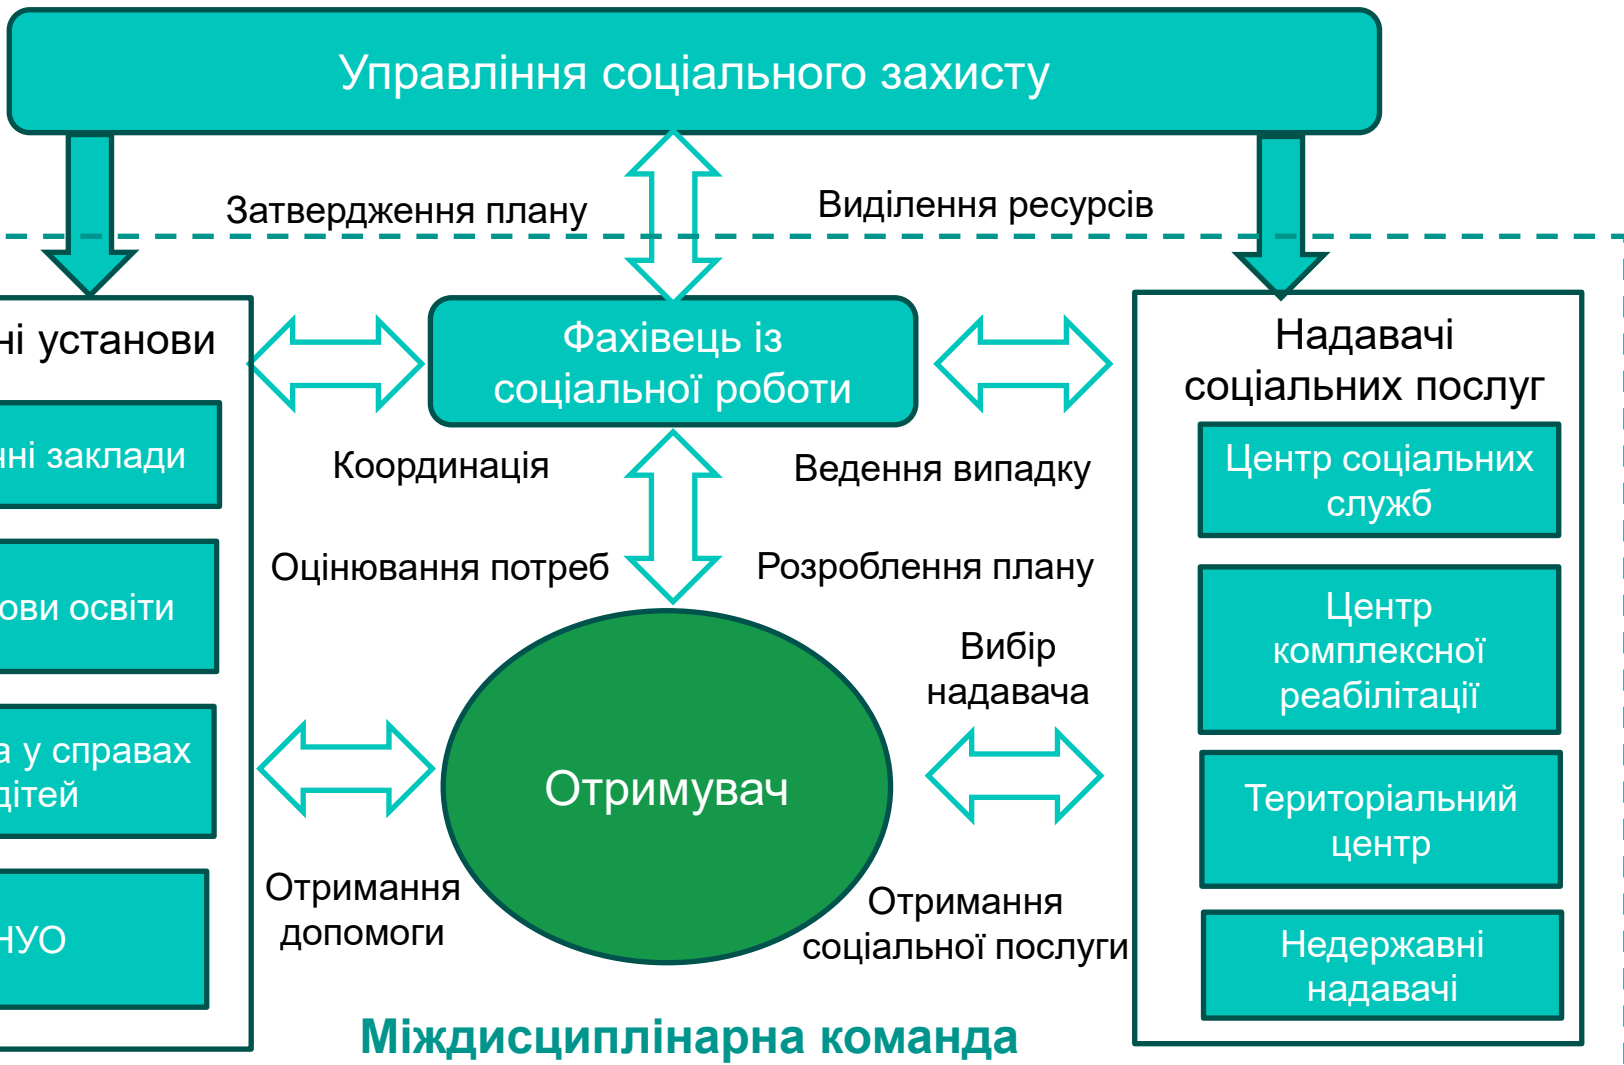 Управління соціального захисту
Затвердження плану
Виділення ресурсів
ні установи
Фахівець із
соціальної роботи
Надавачі
соціальних послуг
чні заклади
Координація
Ведення випадку
Центр соціальних
служб
Оцінювання потреб
Розроблення плану
ови освіти
Центр
комплексної
реабілітації
Вибір
надавача
а у справах
дітей
Отримувач
Територіальний
центр
Отримання
допомоги
Отримання
соціальної послуги
НУО
Недержавні
надавачі
Міждисциплінарна команда